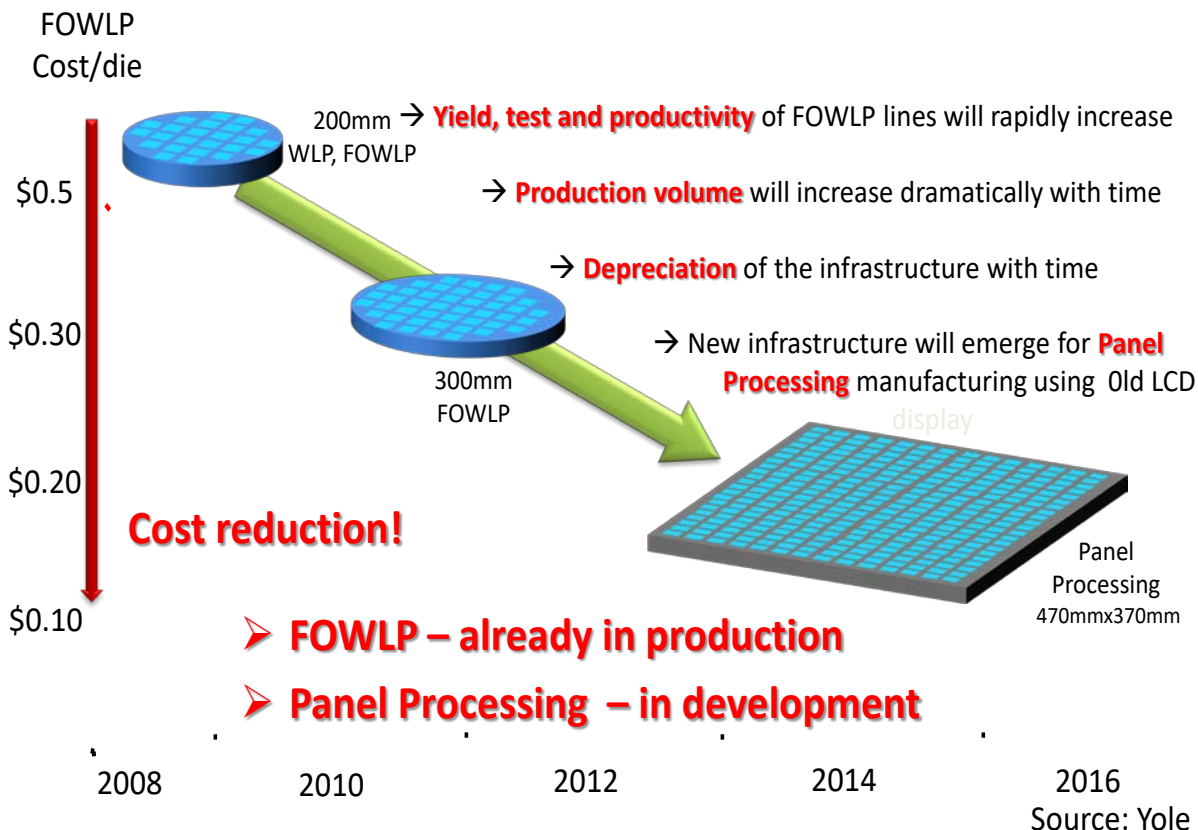 FOWLP
Cost/die
200mm → Yield, test and productivity of FOWLP lines will rapidly increase
WLP, FOWLP
$0.5
→ Production volume will increase dramatically with time
→ Depreciation of the infrastructure with time
$0.30
→ New infrastructure will emerge for Panel
Processing manufacturing using 0ld LCD
display
300mm
FOWLP
$0.20
Cost reduction!
Panel
Processing
470mmx370mm
$0.10
➢ FOWLP – already in production
➢ Panel Processing – in development
2008 2010 2012 2014 2016
Source: Yole